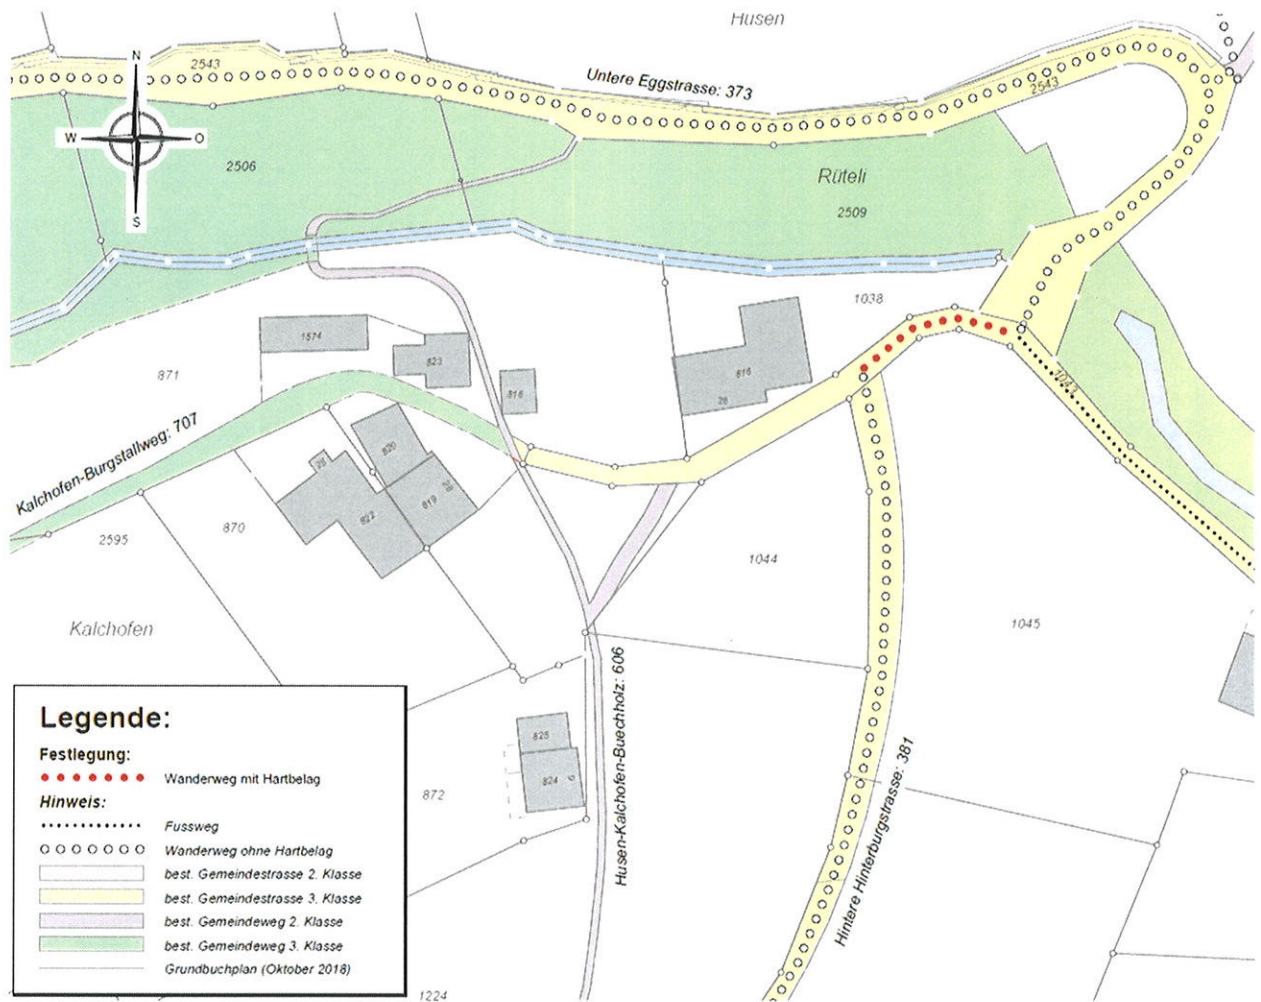 Husen
N
W
O
S
2543
Untere Eggstrasse: 373
2543
2506
Rüteli
2509
1038
1574
823
816
816
28
871
Kalchofen-Burgstallweg: 707
820
819
822
870
2595
1043
1044
1045
Kalchofen
Husen-Kalchofen-Buechholz: 606
Hintere Hinterburgstrasse: 381
825
824
872
1224
Legende:
Festlegung:
Wanderweg mit Hartbelag
Hinweis:
Fussweg
Wanderweg ohne Hartbelag
best. Gemeindestrasse 2. Klasse
best. Gemeindestrasse 3. Klasse
best. Gemeindeweg 2. Klasse
best. Gemeindeweg 3. Klasse
Grundbuchplan (Oktober 2018)